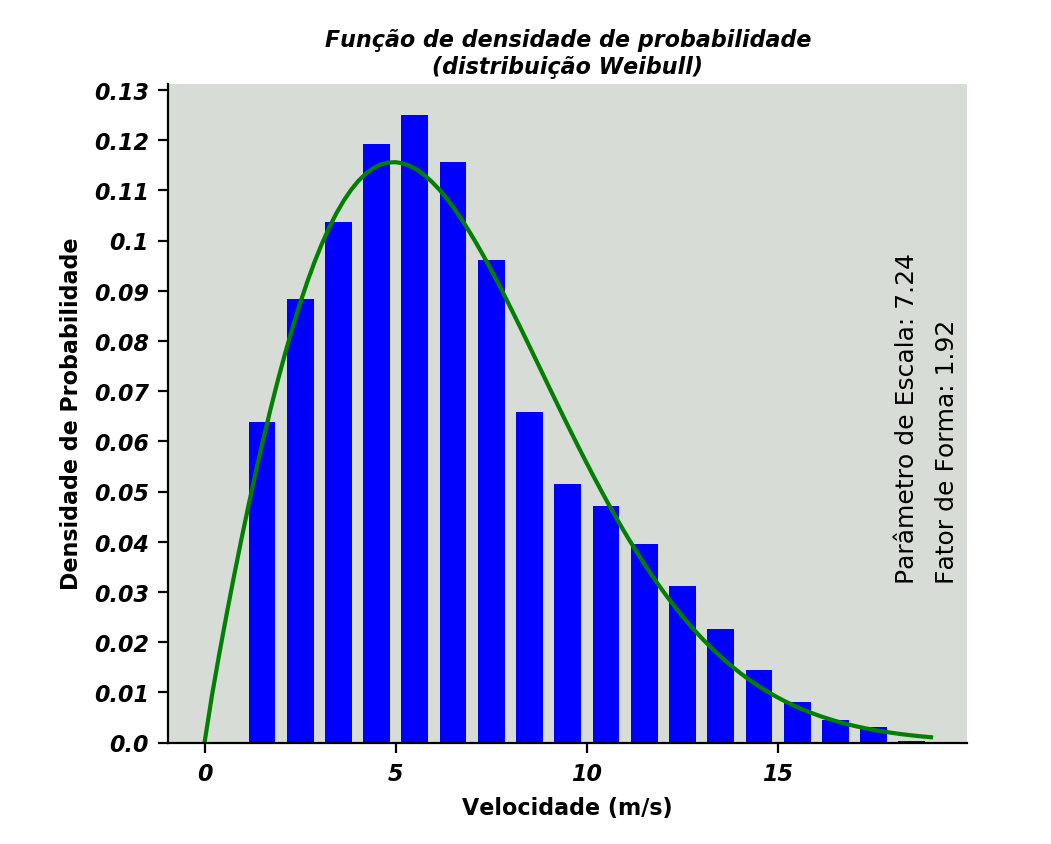 Função de densidade de probabilidade
(distribuição Weibull)
0.13
0.12
0.11
0.1
0.09
0.08
0.07
0.06
0.05
0.04
0.03
0.02
0.01
0.0
Densidade de Probabilidade
Parâmetro de Escala: 7.24
Fator de Forma: 1.92
0 5 10 15
Velocidade (m/s)